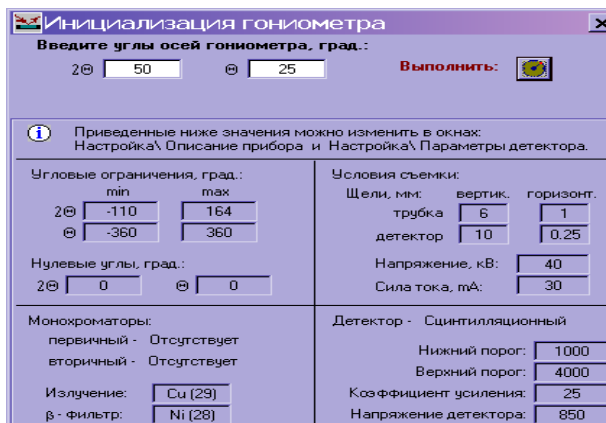 Инициализация гониометра
Введите углы осей гониометра, град.:
2Θ 50 Θ 25 Выполнить:
Приведенные ниже значения можно изменить в окнах:
Настройка\ Описание прибора и Настройка\ Параметры детектора.
Угловые ограничения, град.:
min max
2Θ -110 164
Θ -360 360
Нулевые углы, град.:
2Θ 0 Θ 0
Условия съемки:
Щели, мм: вертик. горизонт.
трубка 6 1
детектор 10 0.25
Напряжение, кВ: 40
Сила тока, mA: 30
Монохроматоры:
первичный - Отсутствует
вторичный - Отсутствует
Излучение: Cu (29)
β - фильтр: Ni (28)
Детектор - Сцинтилляционный
Нижний порог: 1000
Верхний порог: 4000
Коэффициент усиления: 25
Напряжение детектора: 850